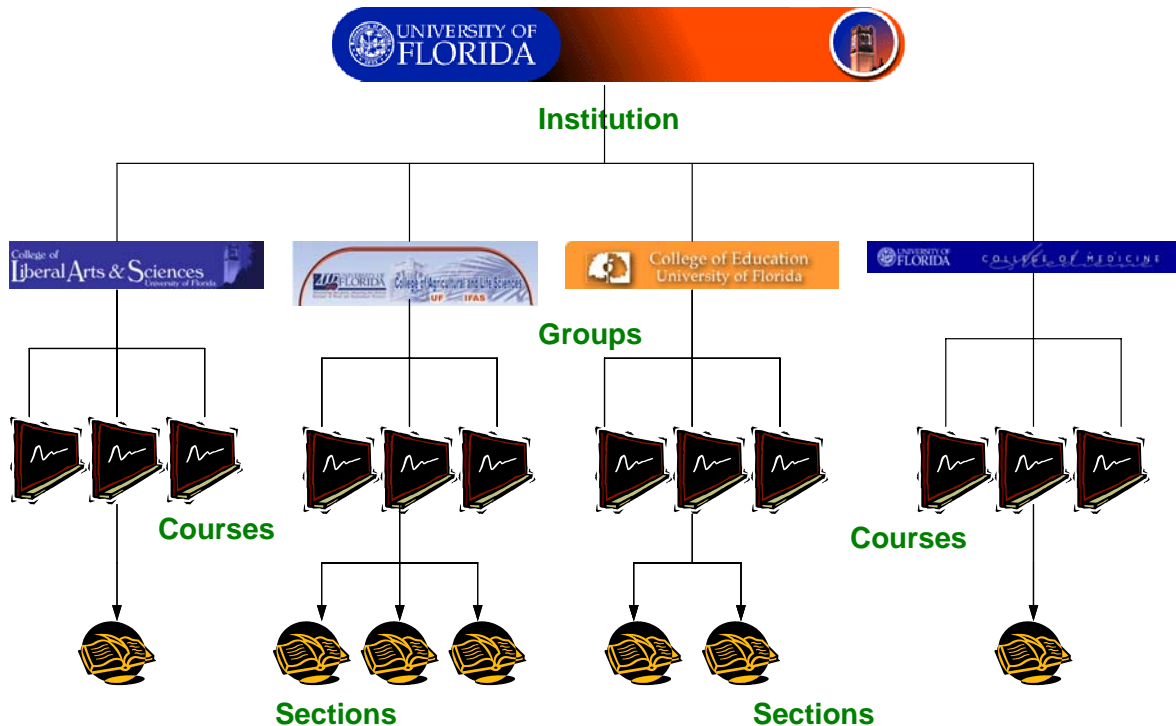 UNIVERSITY OF
FLORIDA
Institution
College of
Liberal Arts & Sciences
University of Florida
UNIVERSITY OF
FLORIDA
College of Agricultural and Life Sciences
UF IFAS
College of Education
University of Florida
UNIVERSITY OF
FLORIDA
COLLEGE OF MEDICINE
Groups
Courses
Courses
Sections
Sections